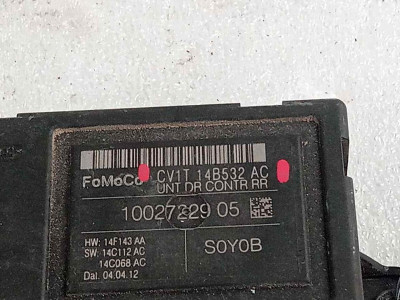 FoMoCo CV1T 14B532 AC
UNT DR CONTR RR
10027229 05
HW: 14F143 AA
SW: 14C112 AC
14C068 AC
Dat. 04.04.12
S0Y0B